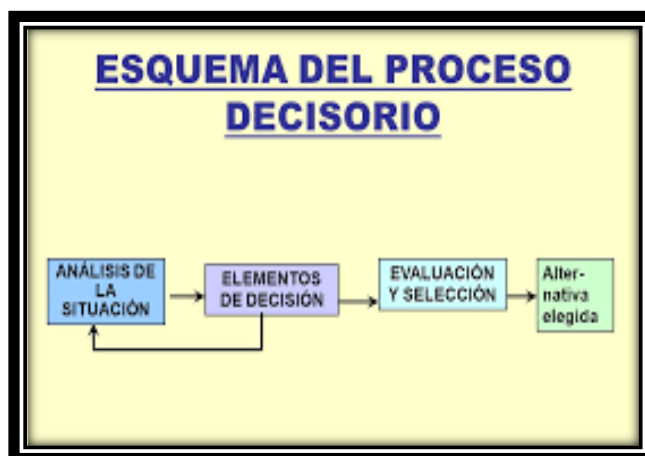 ESQUEMA DEL PROCESO
DECISORIO
ANÁLISIS DE
LA
SITUACIÓN
ELEMENTOS
DE DECISIÓN
EVALUACIÓN
Y SELECCIÓN
Alter-
nativa
elegida